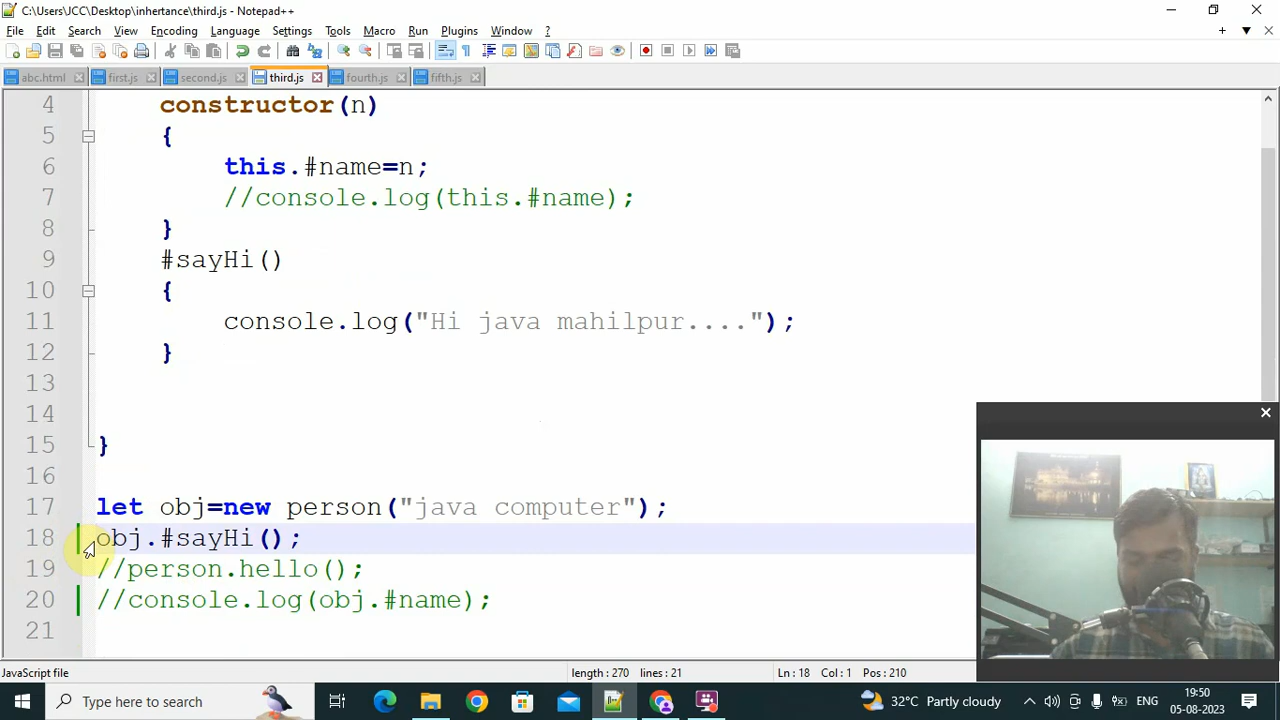 C:\Users\JCC\Desktop\inhertance\third.js - Notepad++
File Edit Search View Encoding Language Settings Tools Macro Run Plugins Window ?
abc.html first.js second.js third.js fourth.js fifth.js
4 constructor(n)
5 {
6 this.#name=n;
7 //console.log(this.#name);
8 }
9 #sayHi()
10 {
11 console.log("Hi java mahilpur....");
12 }
13
14
15 }
16
17 let obj=new person("java computer");
18 obj.#sayHi();
19 //person.hello();
20 //console.log(obj.#name);
21
JavaScript file length : 270 lines : 21 Ln : 18 Col : 1 Pos : 210
Type here to search 32°C Partly cloudy ENG 19:50
05-08-2023